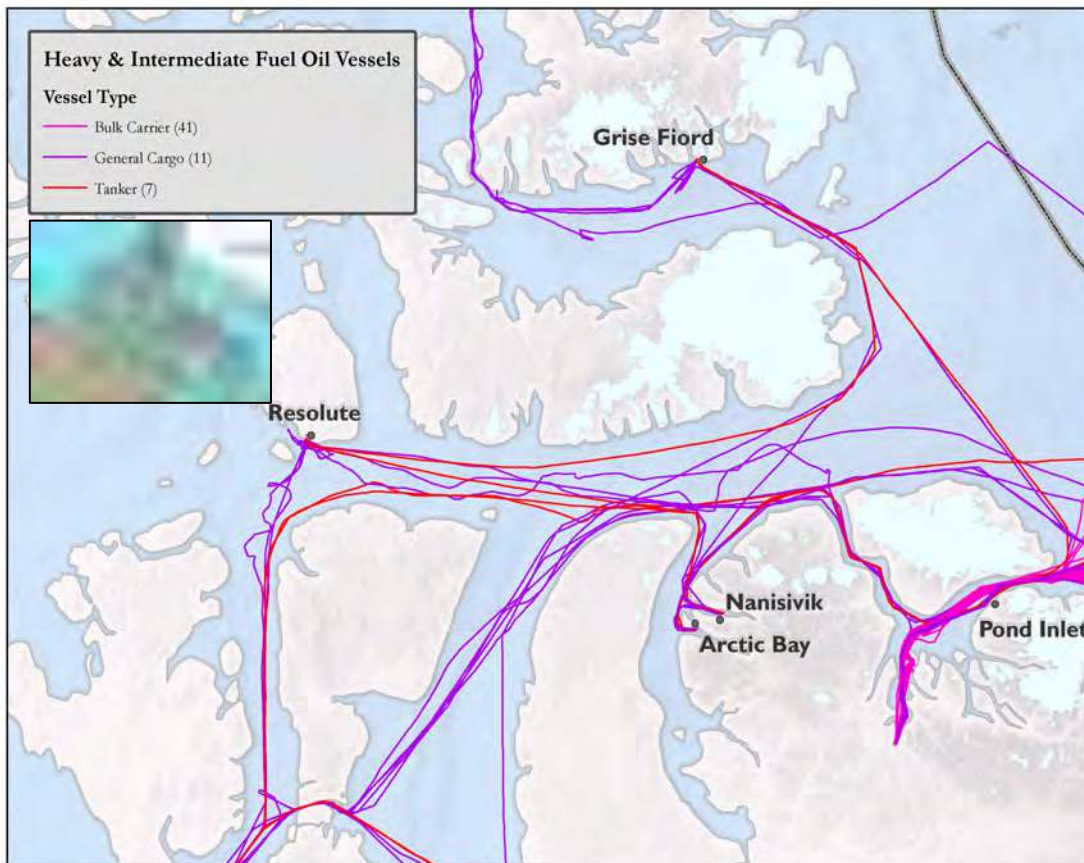 Heavy & Intermediate Fuel Oil Vessels
Vessel Type
Bulk Carrier (41)
General Cargo (11)
Tanker (7)
Grise Fiord
Resolute
Nanisivik
Arctic Bay
Pond Inlet